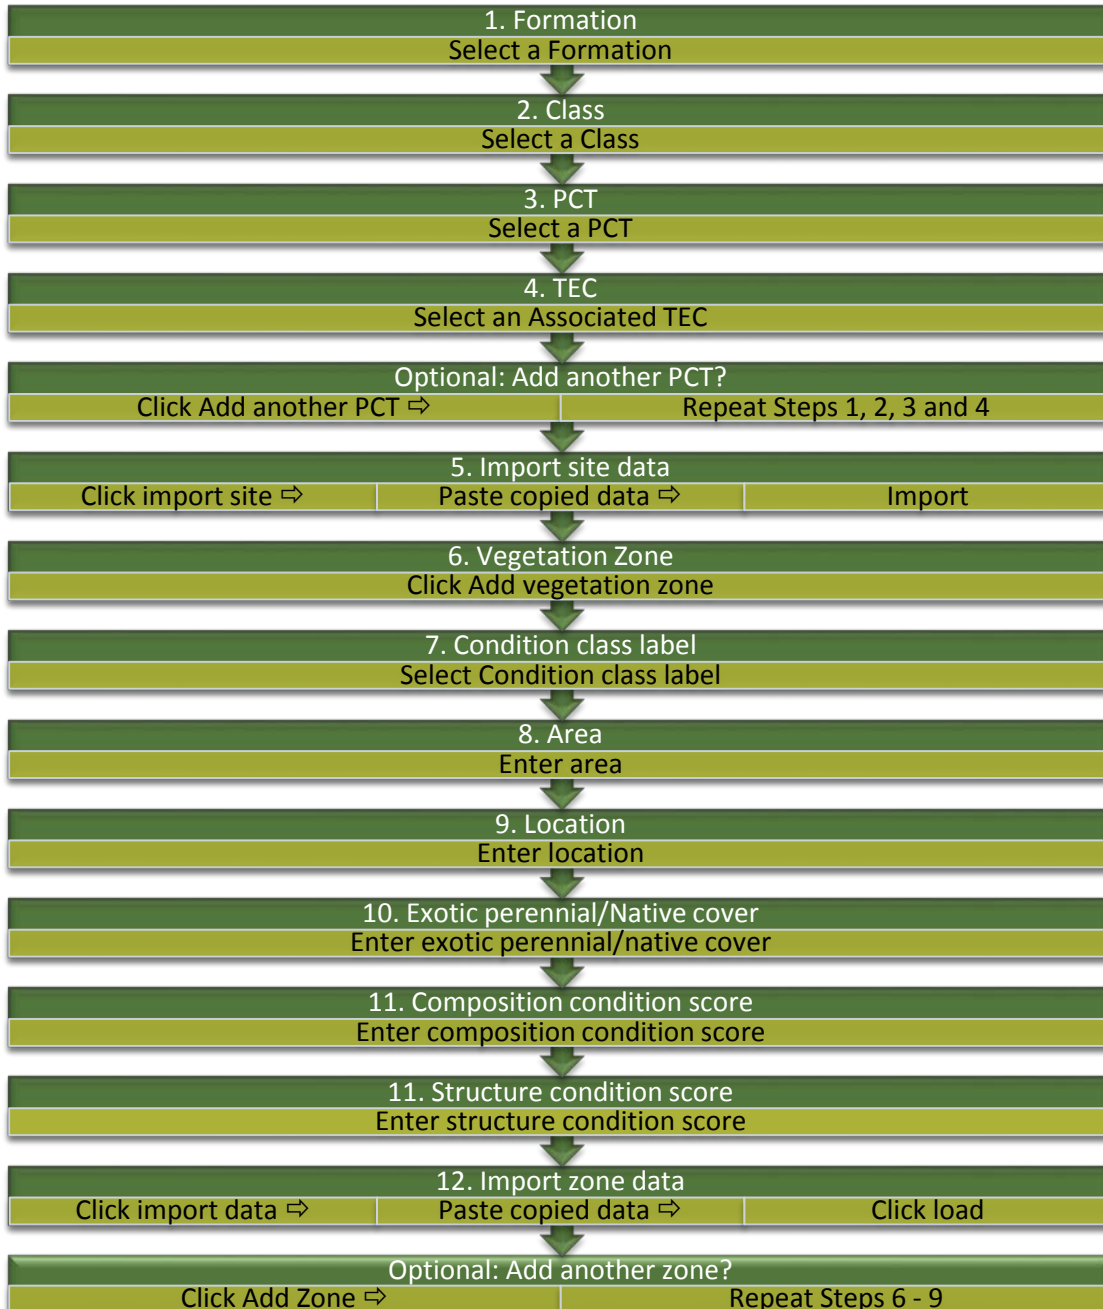 1. Formation
Select a Formation
2. Class
Select a Class
3. PCT
Select a PCT
4. TEC
Select an Associated TEC
Optional: Add another PCT?
Click Add another PCT ⇨ Repeat Steps 1, 2, 3 and 4
5. Import site data
Click import site ⇨ Paste copied data ⇨ Import
6. Vegetation Zone
Click Add vegetation zone
7. Condition class label
Select Condition class label
8. Area
Enter area
9. Location
Enter location
10. Exotic perennial/Native cover
Enter exotic perennial/native cover
11. Composition condition score
Enter composition condition score
11. Structure condition score
Enter structure condition score
12. Import zone data
Click import data ⇨ Paste copied data ⇨ Click load
Optional: Add another zone?
Click Add Zone ⇨ Repeat Steps 6 - 9